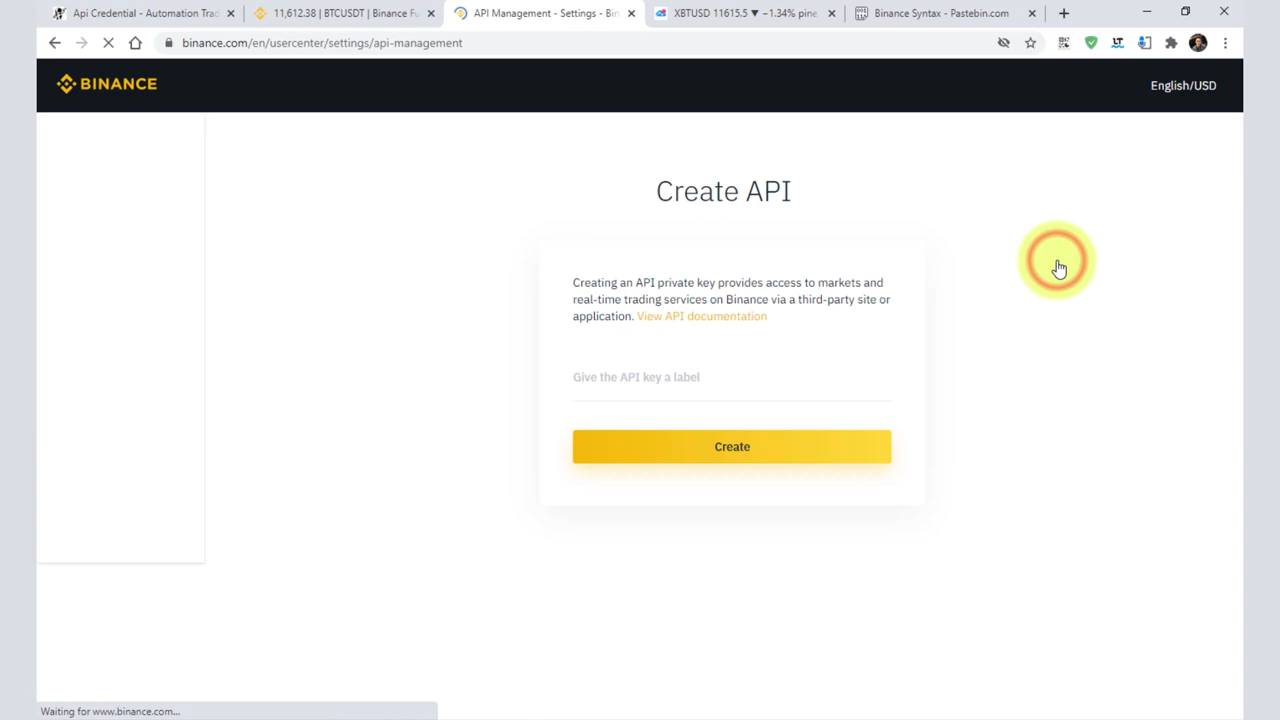 Api Credential - Automation Trad
11,612.38 | BTCUSDT | Binance Fu
API Management - Settings - Bin
XBTUSD 11615.5 ▼ −1.34% pine
Binance Syntax - Pastebin.com
binance.com/en/usercenter/settings/api-management
BINANCE
English/USD
Create API
Creating an API private key provides access to markets and
real-time trading services on Binance via a third-party site or
application. View API documentation
Give the API key a label
Create
Waiting for www.binance.com...